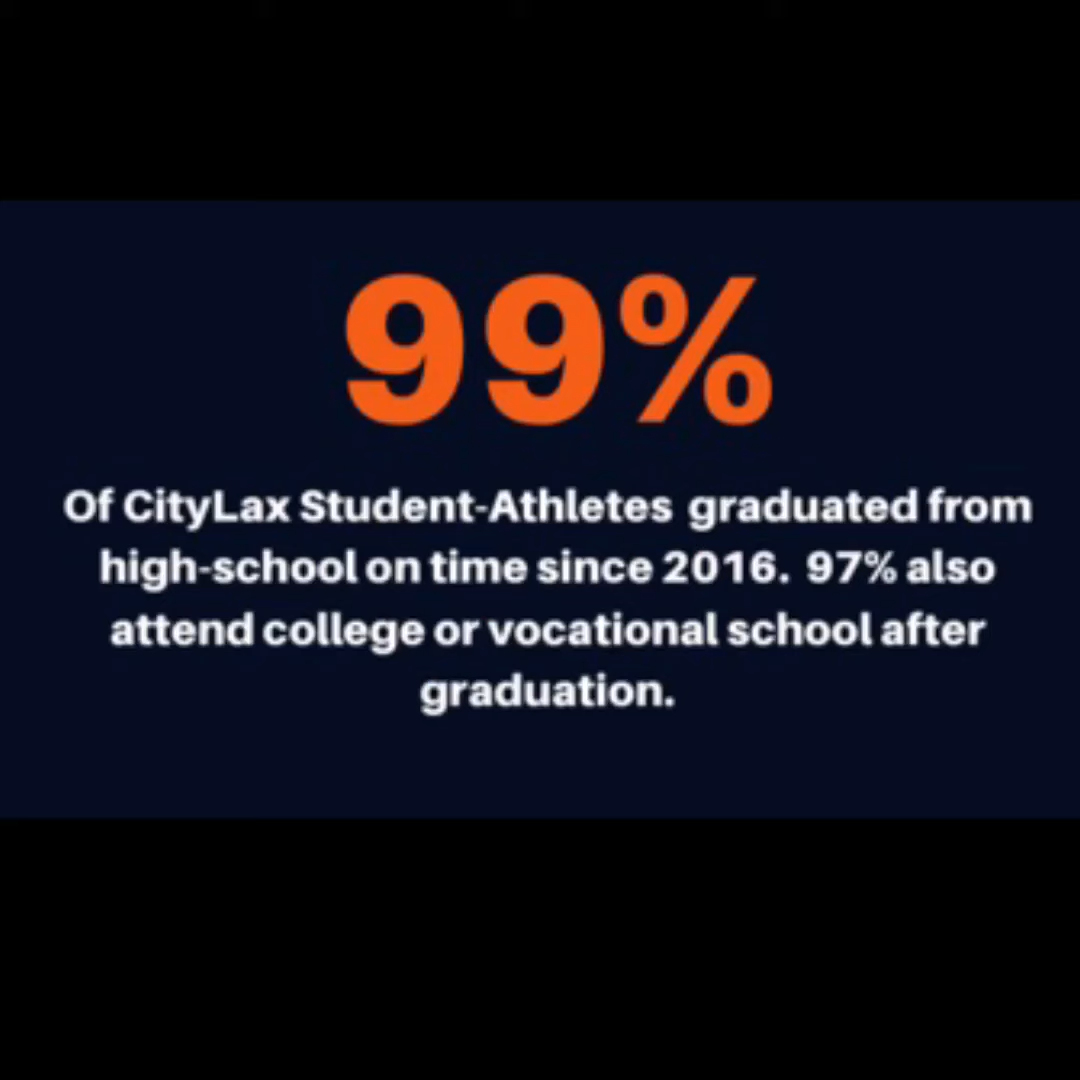 99%
Of CityLax Student-Athletes graduated from
high-school on time since 2016. 97% also
attend college or vocational school after
graduation.